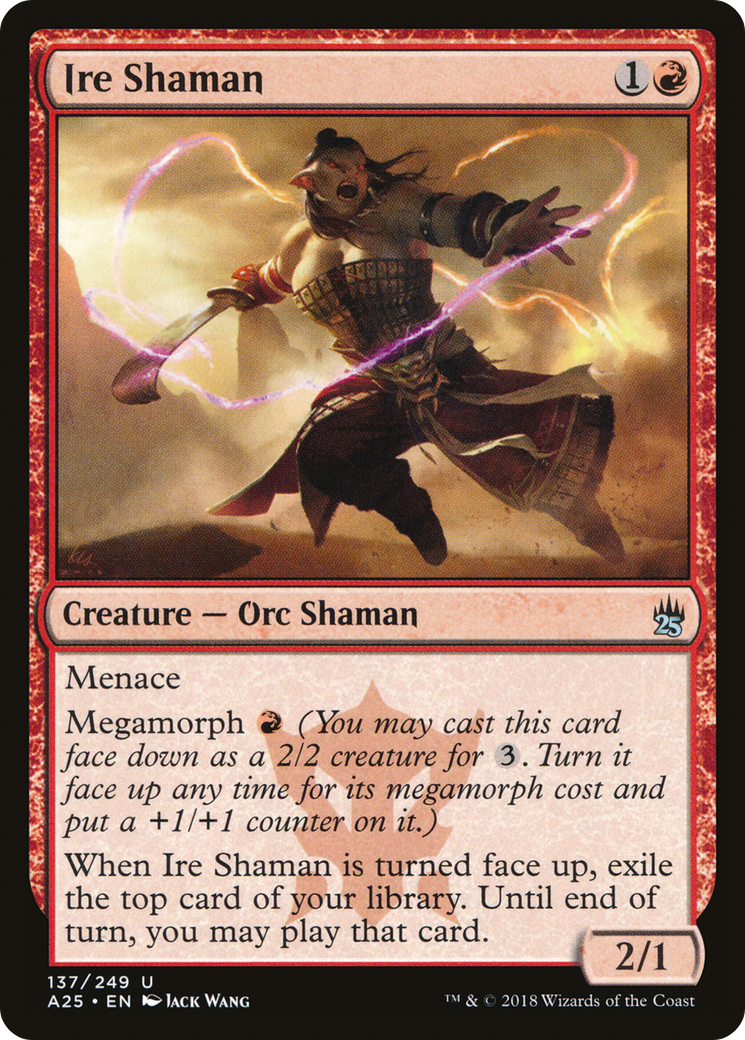 Ire Shaman 1
Creature — Orc Shaman
25
Menace
Megamorph (You may cast this card
face down as a 2/2 creature for 3. Turn it
face up any time for its megamorph cost and
put a +1/+1 counter on it.)
When Ire Shaman is turned face up, exile
the top card of your library. Until end of
turn, you may play that card.
2/1
137/249 U
A25 • EN Jack Wang ™ & © 2018 Wizards of the Coast